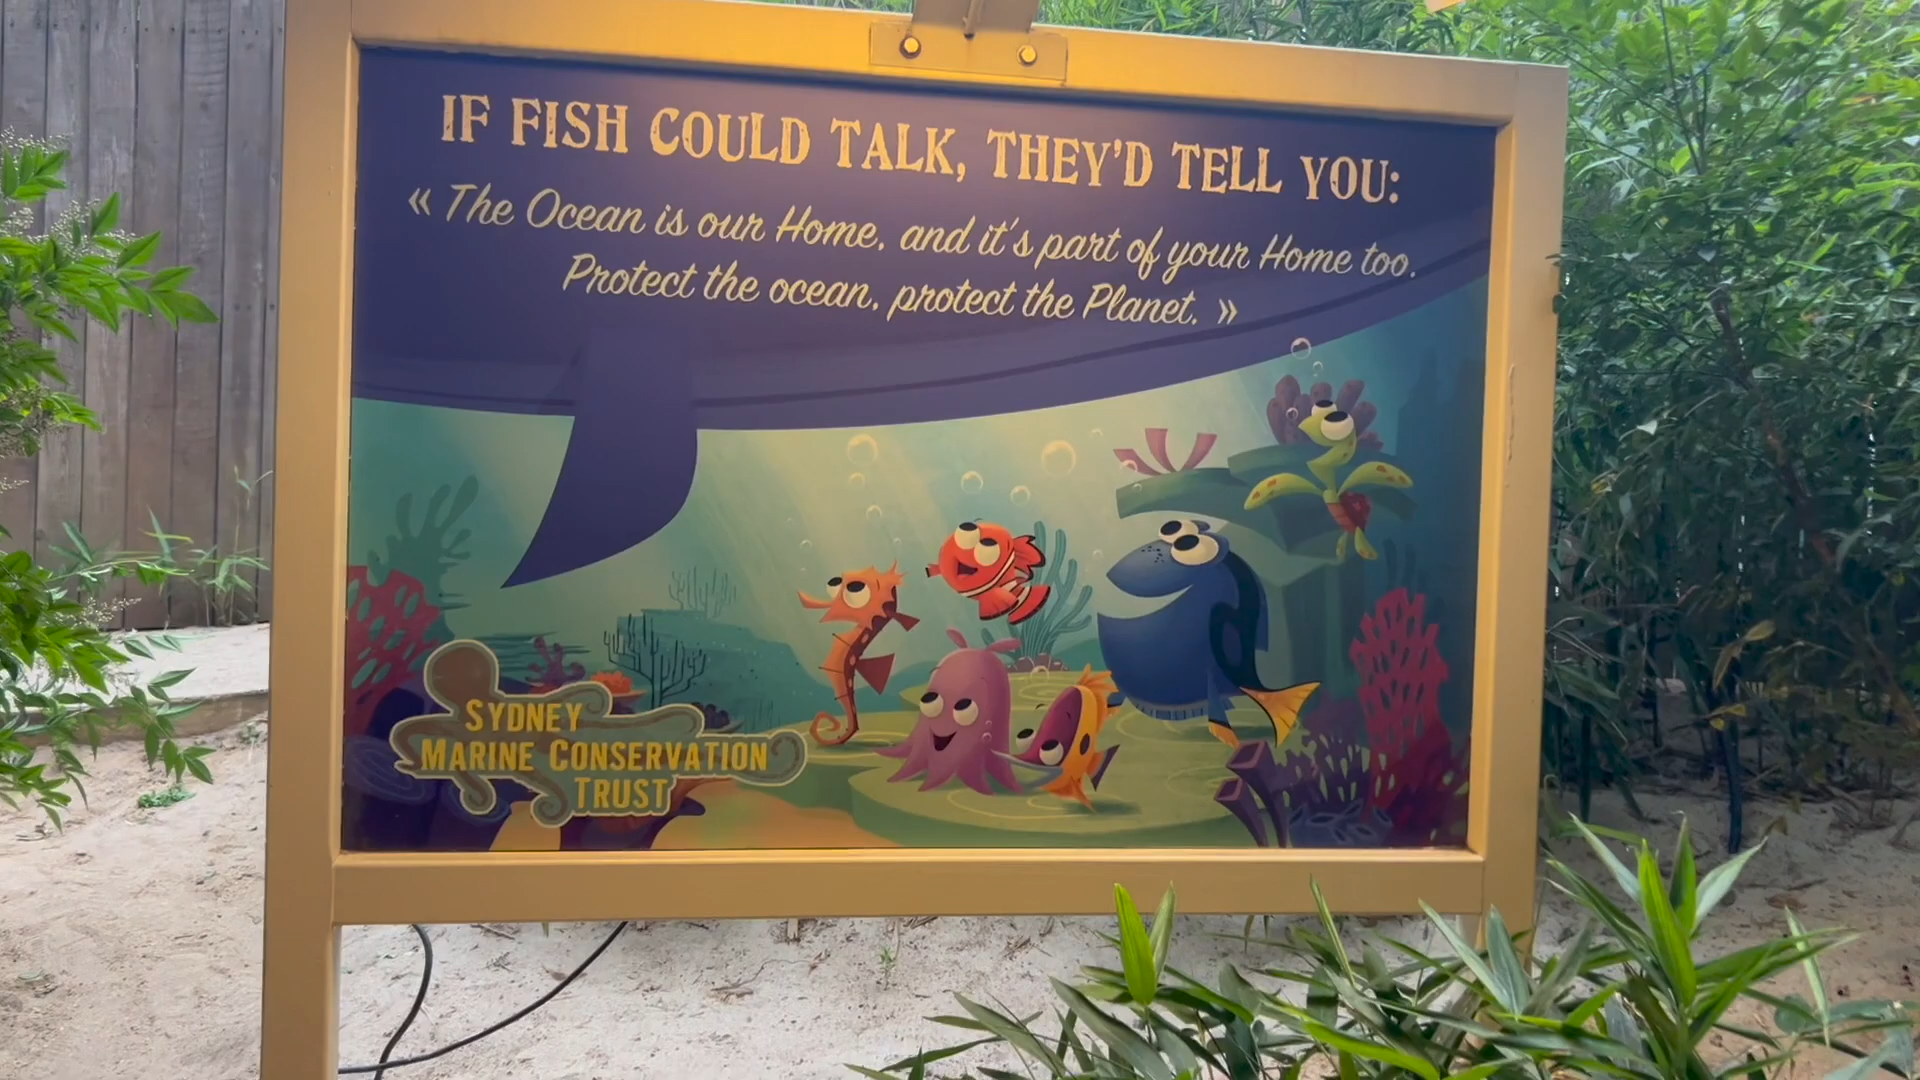 IF FISH COULD TALK, THEY'D TELL YOU:
« The Ocean is our Home, and it's part of your Home too.
Protect the ocean, protect the Planet. »
SYDNEY
MARINE CONSERVATION
TRUST